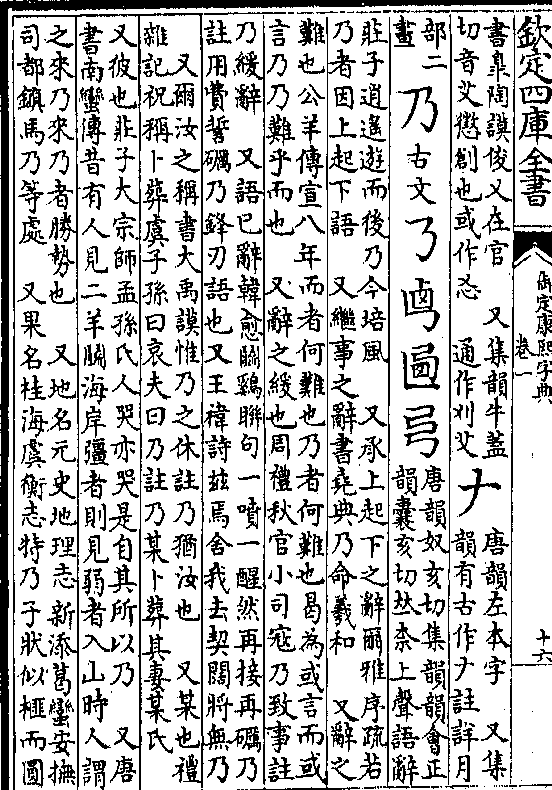 欽定四庫全書
御定康熙字典
卷一
十六
書臯陶謨俊乂在官　又集韻牛蓋
切音艾懲創也或作忞　通作刈艾
𠂇
唐韻左本字　又集
韻有古作𠂇註詳月
部二
畫
乃
古文
𠄎
𠧤
弓
唐韻奴亥切集韻韻會正
韻囊亥切𠀤柰上聲語辭
莊子逍遙遊而後乃今培風　又承上起下之辭爾雅序疏若
乃者因上起下語　又繼事之辭書堯典乃命羲和　又辭之
難也公羊傳宣八年而者何難也乃者何難也曷為或言而或
言乃乃難乎而也　又辭之緩也周禮秋官小司寇乃致事註
乃緩辭　又語已辭韓愈鬬鷄聯句一噴一醒然再接再礪乃
註用費誓礪乃鋒刃語也又王褘詩茲焉舍我去契闊將無乃
　又爾汝之稱書大禹謨惟乃之休註乃猶汝也　又某也禮
雜記祝稱卜葬虞子孫曰哀夫曰乃註乃某卜葬其妻某氏
　又彼也莊子大宗師孟孫氏人哭亦哭是自其所以乃　又唐
書南蠻傳昔有人見二羊鬬海岸彊者則見弱者入山時人謂
之來乃來乃者勝勢也　又地名元史地理志新添葛蠻安撫
司都鎮馬乃等處　又果名桂海虞衡志特乃子狀似榧而圓